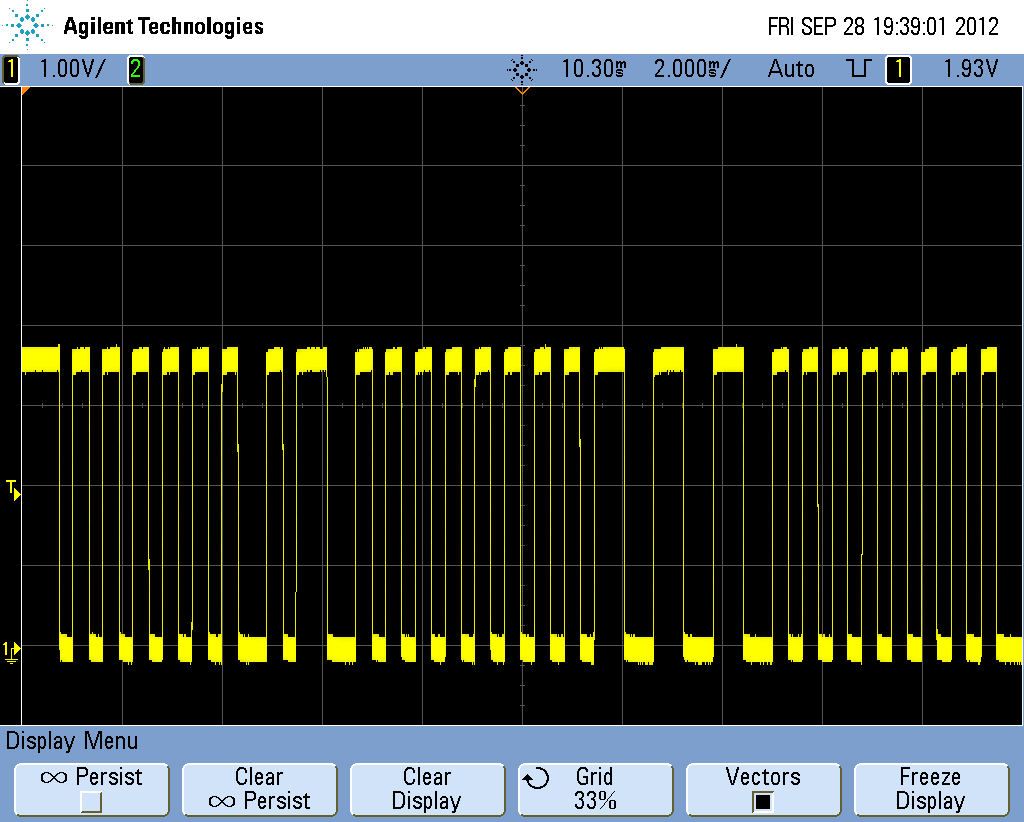 Agilent Technologies FRI SEP 28 19:39:01 2012
1 1.00V/ 2 10.30ms 2.000ms/ Auto 1 1.93V
T
1
Display Menu
∞ Persist
Clear
∞ Persist
Clear
Display
Grid
33%
Vectors
Freeze
Display